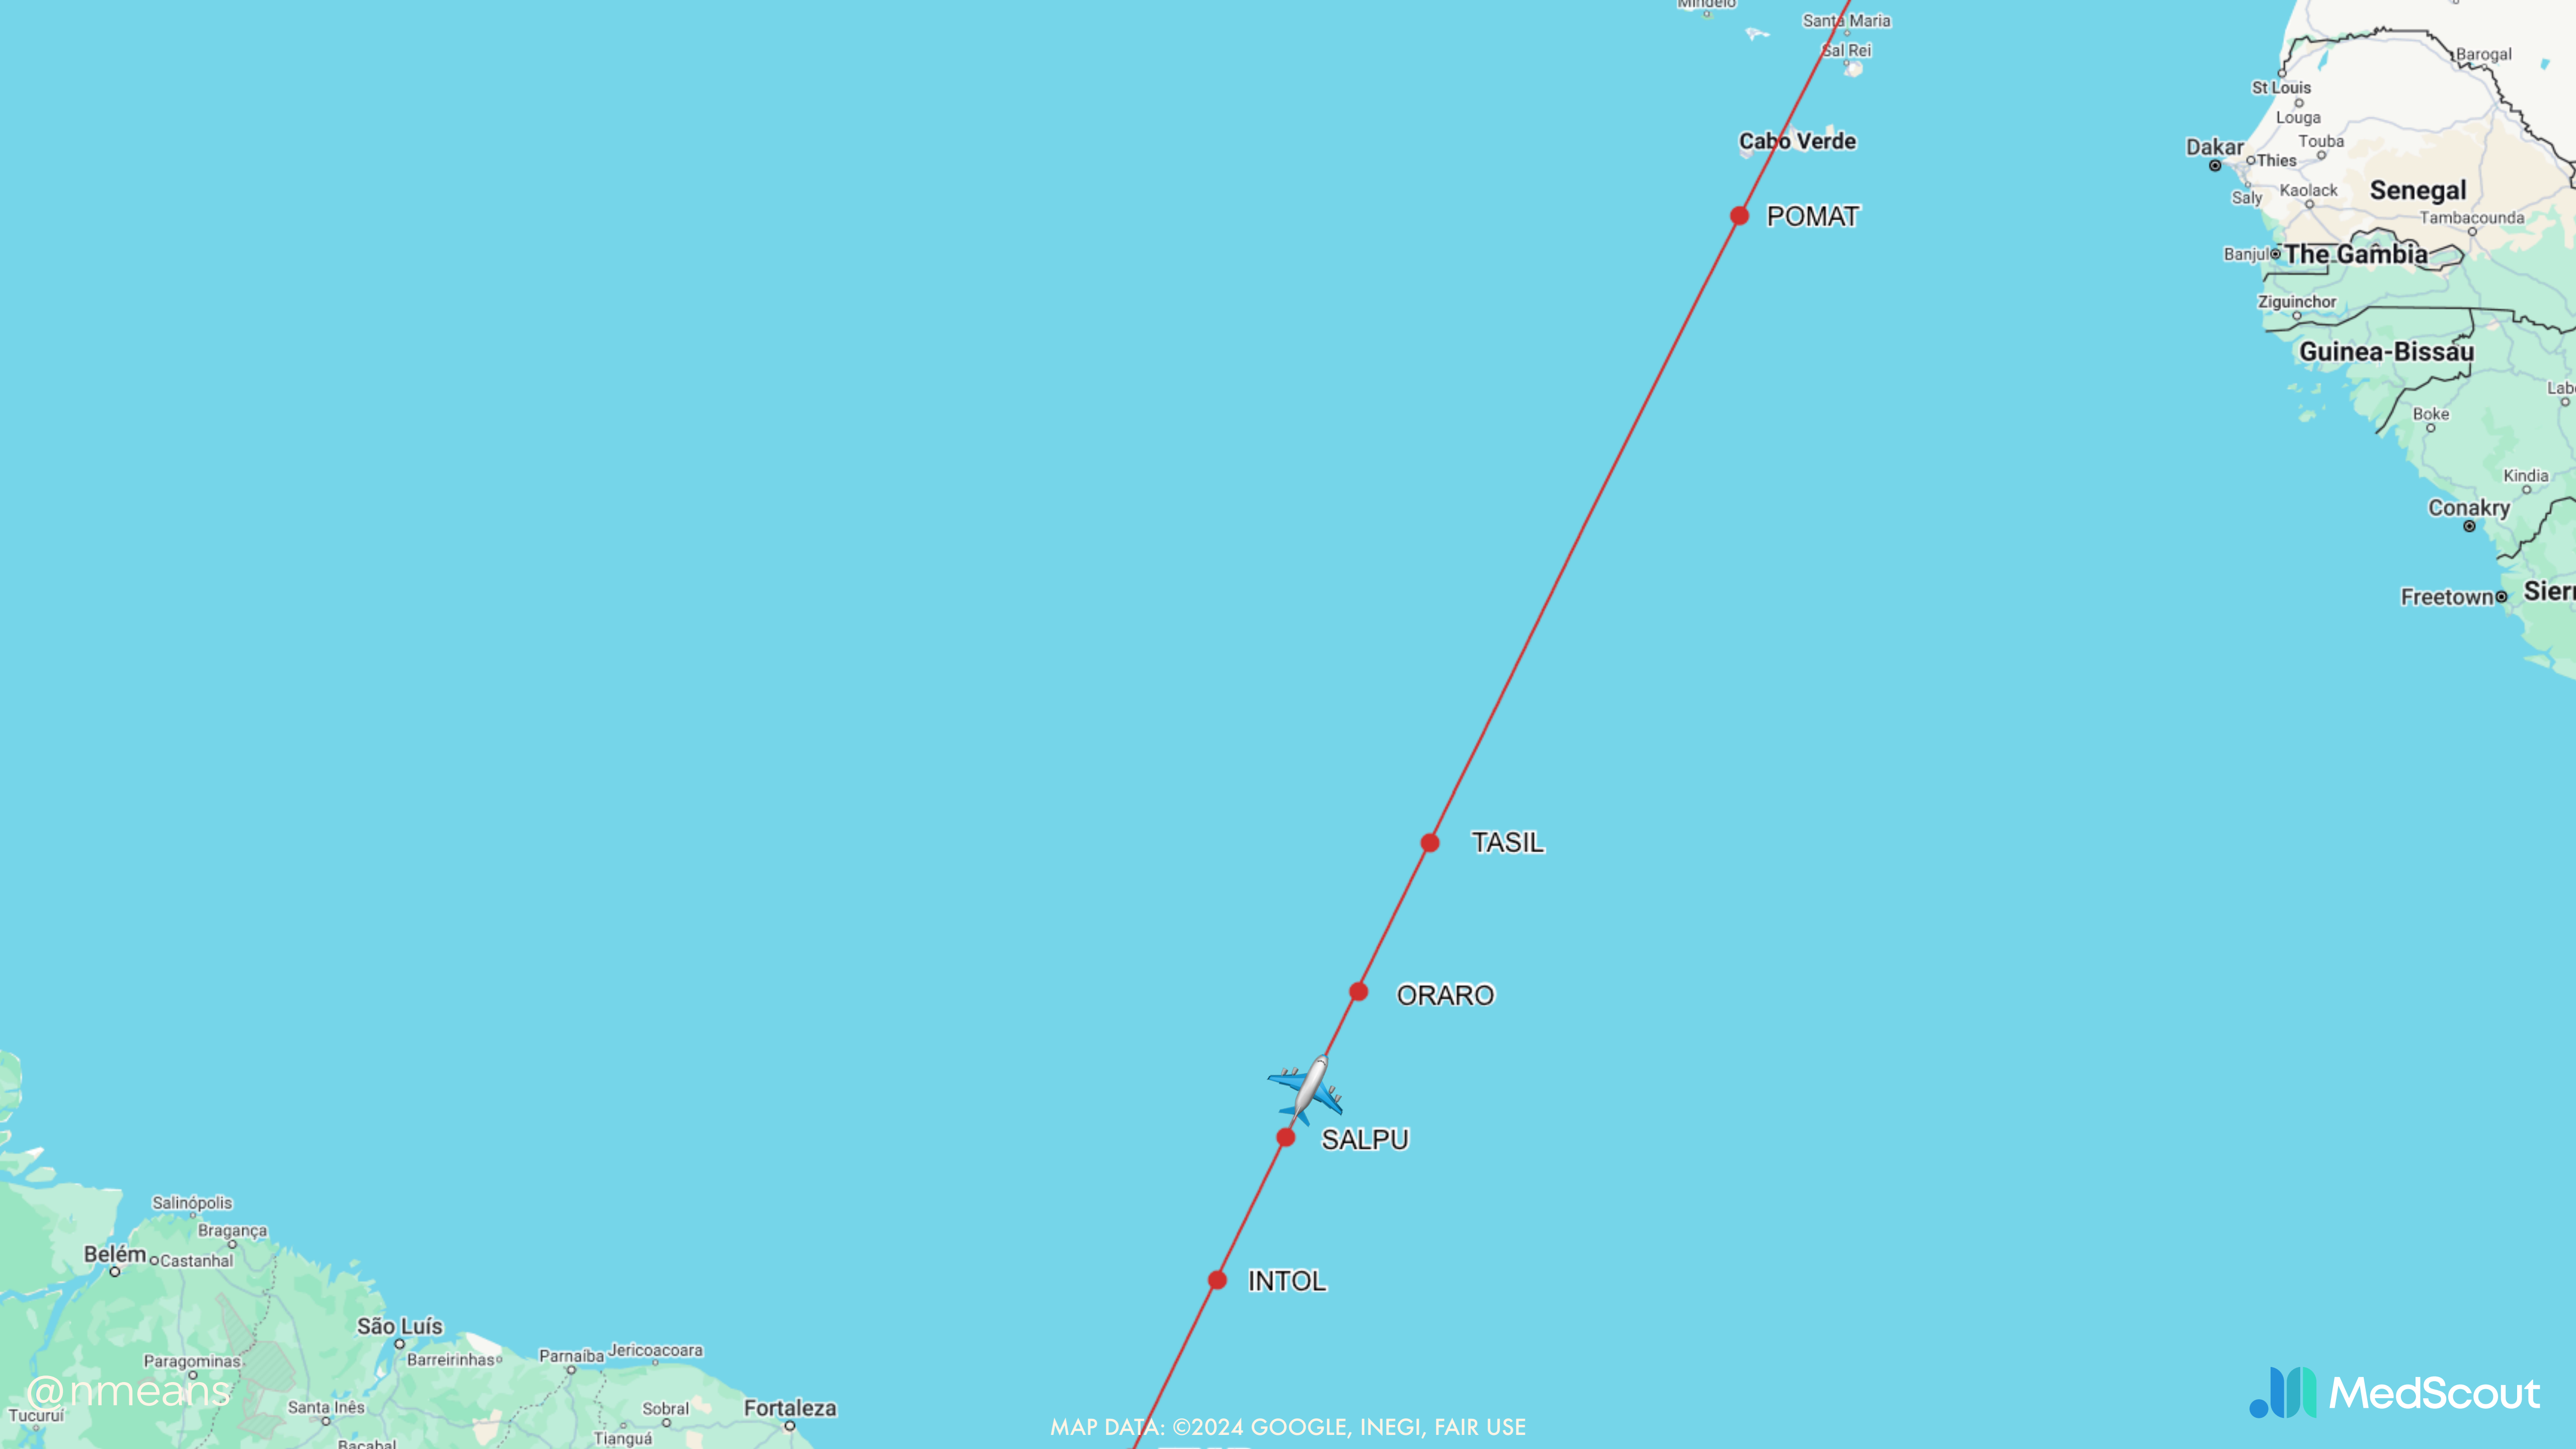 Mindelo
Santa Maria
Sal Rei
Barogal
St Louis
Louga
Cabo Verde
Touba
Dakar
Thies
Saly
Kaolack
Senegal
Tambacounda
POMAT
Banjul
The Gambia
Ziguinchor
Guinea-Bissau
Boke
Kindia
Conakry
Freetown
TASIL
ORARO
SALPU
Salinópolis
Bragança
Belém
Castanhal
INTOL
São Luís
Barreirinhas
Parnaíba
Jericoacoara
Paragominas
@nmeans
MedScout
Tucuruí
Santa Inês
Sobral
Fortaleza
MAP DATA: ©2024 GOOGLE, INEGI, FAIR USE
Tianguá
Bacabal